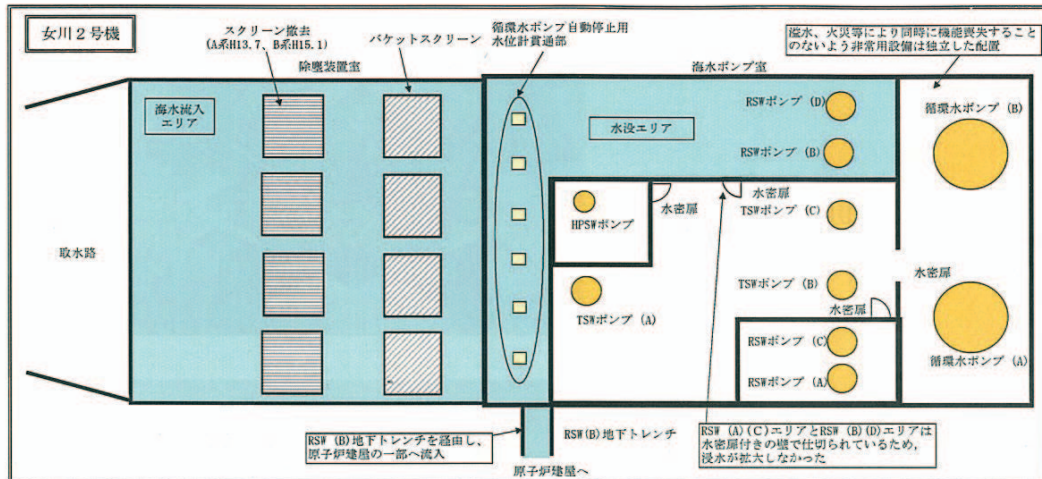 女川２号機
スクリーン撤去
(A系H13.7、B系H15.1)
バケットスクリーン
循環水ポンプ自動停止用
水位計貫通部
溢水、火災等により同時に機能喪失すること
のないよう非常用設備は独立した配置
除塵装置室
海水ポンプ室
海水流入
エリア
水没エリア
RSWポンプ (D)
RSWポンプ (B)
循環水ポンプ (B)
水密扉
水密扉
HPSWポンプ
TSWポンプ (C)
取水路
水密扉
TSWポンプ (B)
TSWポンプ (A)
水密扉
RSWポンプ (C)
RSWポンプ (A)
循環水ポンプ (A)
RSW (B)地下トレンチを経由し、
原子炉建屋の一部へ流入
RSW(B)地下トレンチ
原子炉建屋へ
RSW (A)(C)エリアとRSW (B)(D)エリアは
水密扉付きの壁で仕切られているため、
浸水が拡大しなかった